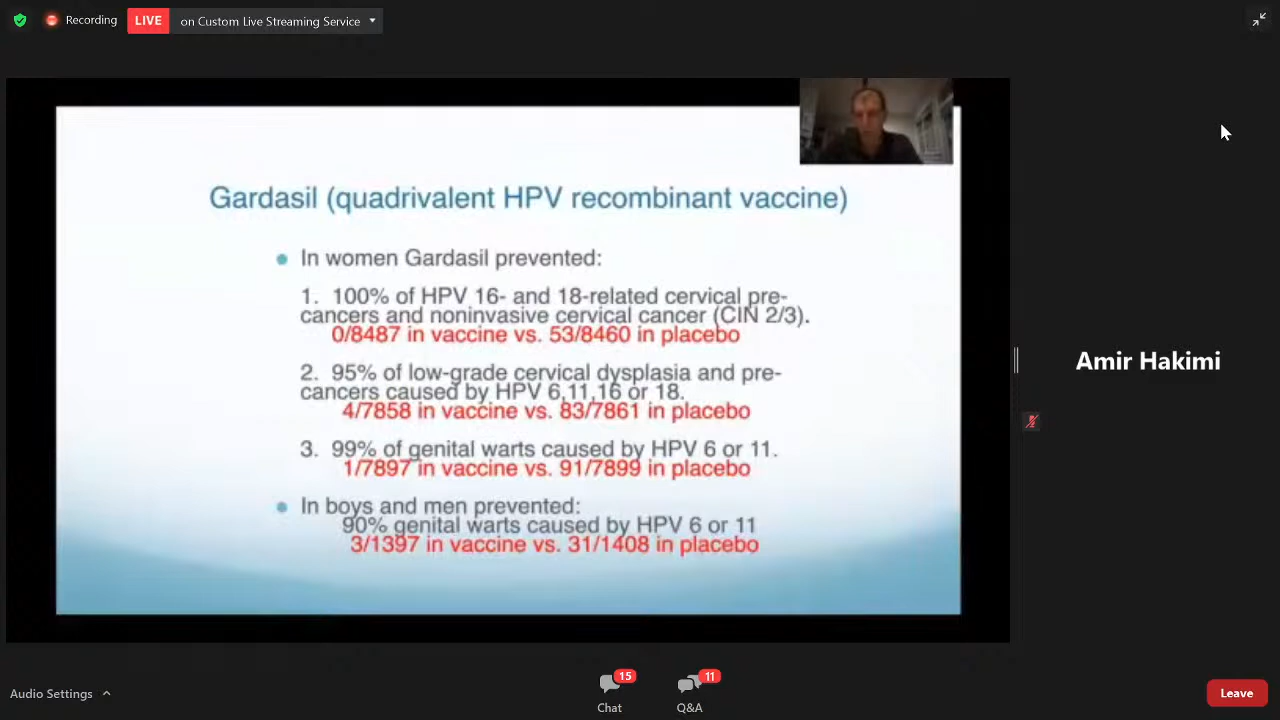 Recording
LIVE
on Custom Live Streaming Service
Gardasil (quadrivalent HPV recombinant vaccine)
In women Gardasil prevented:
1. 100% of HPV 16- and 18-related cervical pre-
cancers and noninvasive cervical cancer (CIN 2/3).
0/8487 in vaccine vs. 53/8460 in placebo
2. 95% of low-grade cervical dysplasia and pre-
cancers caused by HPV 6,11,16 or 18.
4/7858 in vaccine vs. 83/7861 in placebo
3. 99% of genital warts caused by HPV 6 or 11.
1/7897 in vaccine vs. 91/7899 in placebo
In boys and men prevented:
90% genital warts caused by HPV 6 or 11
3/1397 in vaccine vs. 31/1408 in placebo
Amir Hakimi
Audio Settings
15
Chat
11
Q&A
Leave